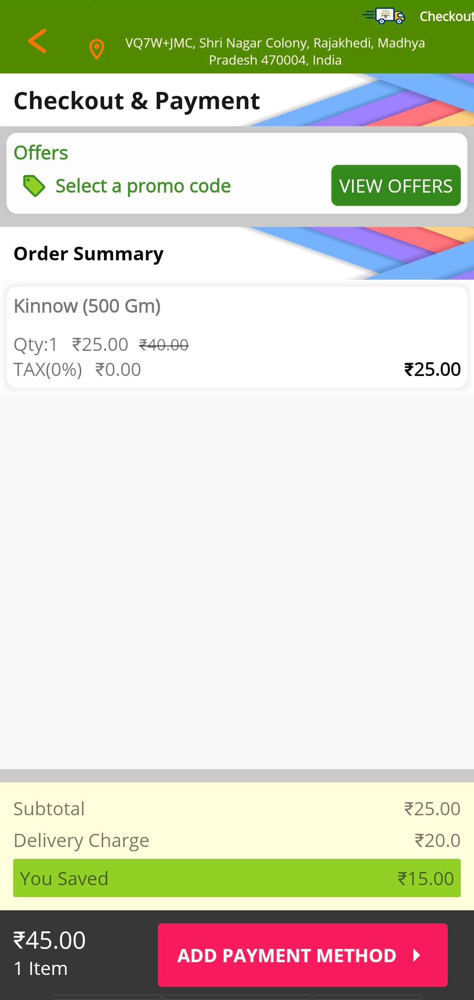 Checkout
VQ7W+JMC, Shri Nagar Colony, Rajakhedi, Madhya
Pradesh 470004, India
Checkout & Payment
Offers
Select a promo code
VIEW OFFERS
Order Summary
Kinnow (500 Gm)
Qty:1 ₹25.00 ₹40.00
TAX(0%) ₹0.00 ₹25.00
Subtotal ₹25.00
Delivery Charge ₹20.0
You Saved ₹15.00
₹45.00
1 Item
ADD PAYMENT METHOD